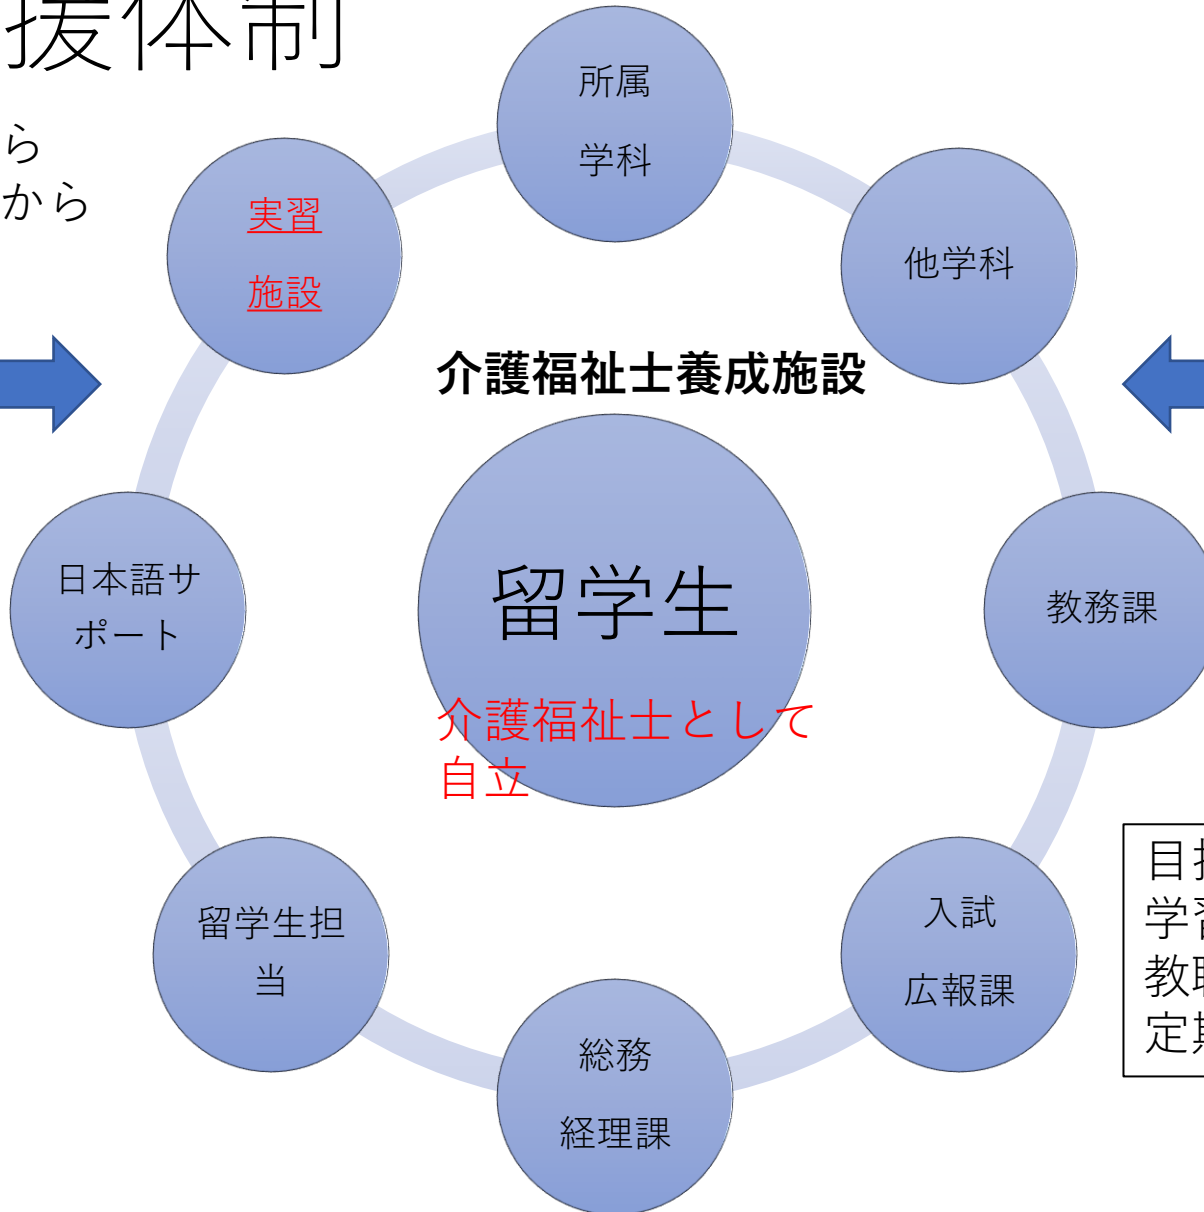 援体制
ら
から
所属
学科
実習
施設
他学科
介護福祉士養成施設
日本語サ
ポート
留学生
教務課
介護福祉士として
自立
留学生担
当
入試
広報課
総務
経理課
目
学習
教職
定期